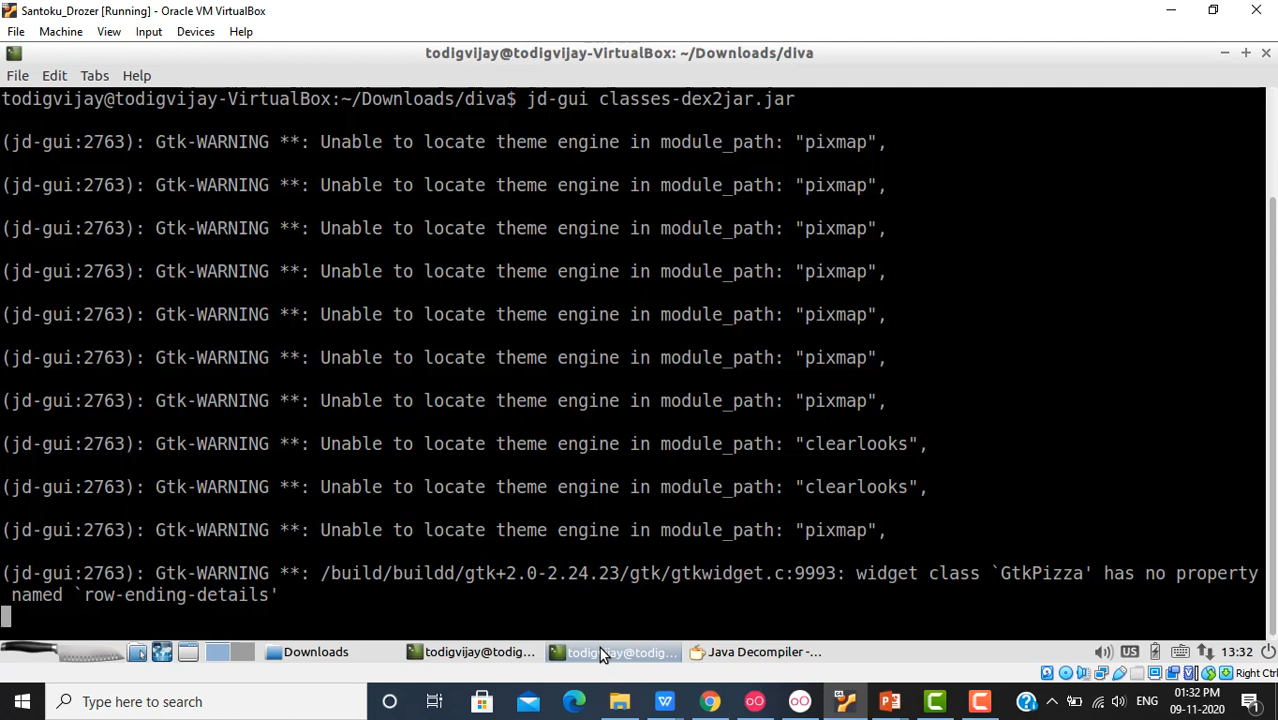 Santoku_Drozer [Running] - Oracle VM VirtualBox
File Machine View Input Devices Help
todigvijay@todigvijay-VirtualBox: ~/Downloads/diva
File Edit Tabs Help
todigvijay@todigvijay-VirtualBox:~/Downloads/diva$ jd-gui classes-dex2jar.jar
(jd-gui:2763): Gtk-WARNING **: Unable to locate theme engine in module_path: "pixmap",
(jd-gui:2763): Gtk-WARNING **: Unable to locate theme engine in module_path: "pixmap",
(jd-gui:2763): Gtk-WARNING **: Unable to locate theme engine in module_path: "pixmap",
(jd-gui:2763): Gtk-WARNING **: Unable to locate theme engine in module_path: "pixmap",
(jd-gui:2763): Gtk-WARNING **: Unable to locate theme engine in module_path: "pixmap",
(jd-gui:2763): Gtk-WARNING **: Unable to locate theme engine in module_path: "pixmap",
(jd-gui:2763): Gtk-WARNING **: Unable to locate theme engine in module_path: "pixmap",
(jd-gui:2763): Gtk-WARNING **: Unable to locate theme engine in module_path: "clearlooks",
(jd-gui:2763): Gtk-WARNING **: Unable to locate theme engine in module_path: "clearlooks",
(jd-gui:2763): Gtk-WARNING **: Unable to locate theme engine in module_path: "pixmap",
(jd-gui:2763): Gtk-WARNING **: /build/buildd/gtk+2.0-2.24.23/gtk/gtkwidget.c:9993: widget class `GtkPizza' has no property
named `row-ending-details'
Downloads todigvijay@todig... todigvijay@todig... Java Decompiler -... US 13:32
Right Ctrl
Type here to search ENG 01:32 PM
09-11-2020